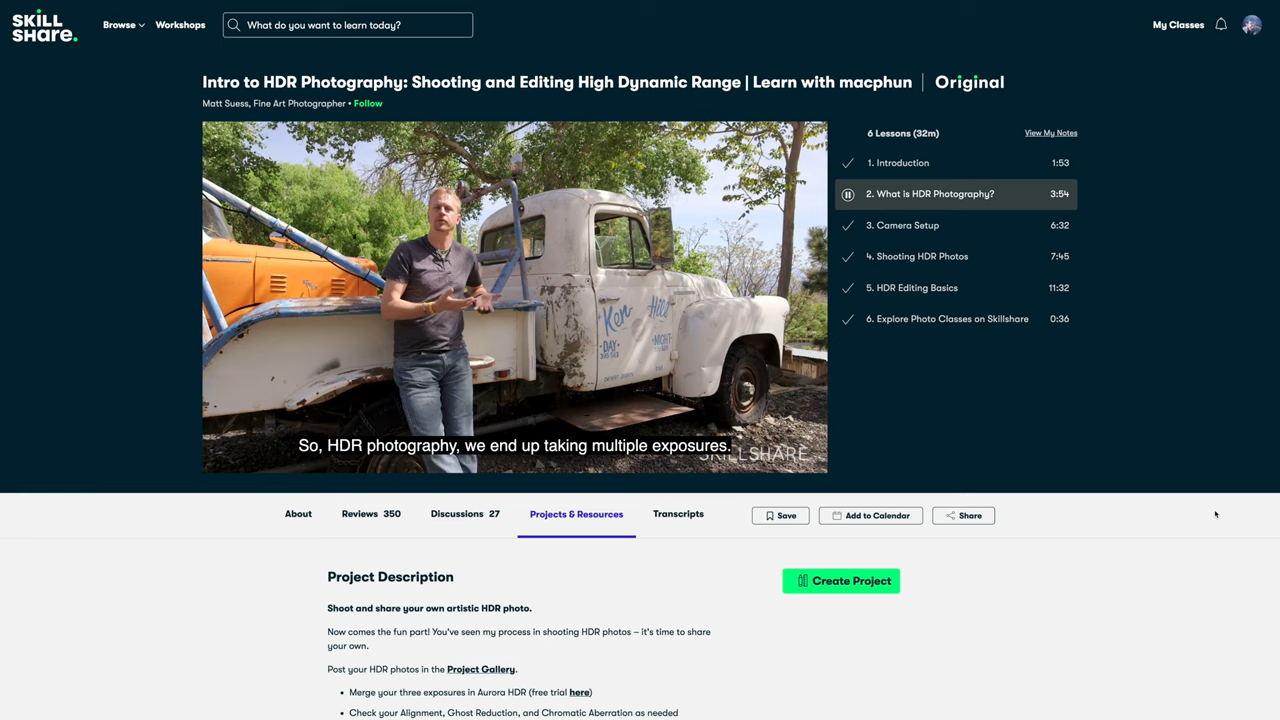 SKILL
SHARE.
Browse
Workshops
What do you want to learn today?
My Classes
Intro to HDR Photography: Shooting and Editing High Dynamic Range | Learn with macphun | Original
Matt Suess, Fine Art Photographer • Follow
6 Lessons (32m)
View My Notes
1. Introduction 1:53
2. What is HDR Photography? 3:54
3. Camera Setup 6:32
4. Shooting HDR Photos 7:45
5. HDR Editing Basics 11:32
6. Explore Photo Classes on Skillshare 0:36
Ken Hill
DAY NIGHT
So, HDR photography, we end up taking multiple exposures.
SKILLSHARE
About
Reviews 350
Discussions 27
Projects & Resources
Transcripts
Save
Add to Calendar
Share
Project Description
Create Project
Shoot and share your own artistic HDR photo.
Now comes the fun part! You've seen my process in shooting HDR photos – it's time to share
your own.
Post your HDR photos in the Project Gallery.
• Merge your three exposures in Aurora HDR (free trial here)
• Check your Alignment, Ghost Reduction, and Chromatic Aberration as needed